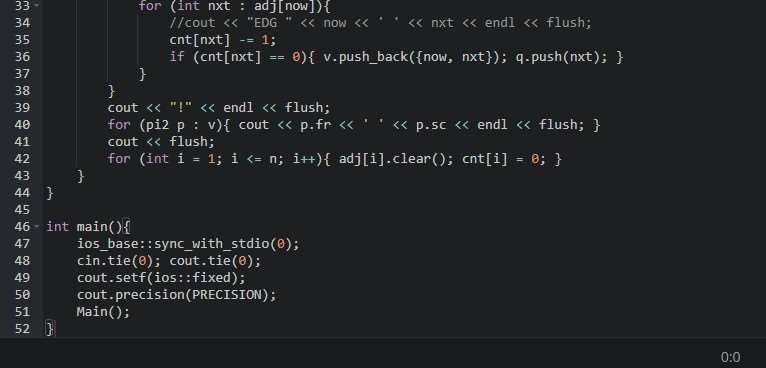 33 for (int nxt : adj[now]){
34 //cout << "EDG " << now << ' ' << nxt << endl << flush;
35 cnt[nxt] -= 1;
36 if (cnt[nxt] == 0){ v.push_back({now, nxt}); q.push(nxt); }
37 }
38 }
39 cout << "!" << endl << flush;
40 for (pi2 p : v){ cout << p.fr << ' ' << p.sc << endl << flush; }
41 cout << flush;
42 for (int i = 1; i <= n; i++){ adj[i].clear(); cnt[i] = 0; }
43 }
44 }
45
46 int main(){
47 ios_base::sync_with_stdio(0);
48 cin.tie(0); cout.tie(0);
49 cout.setf(ios::fixed);
50 cout.precision(PRECISION);
51 Main();
52 }
0:0